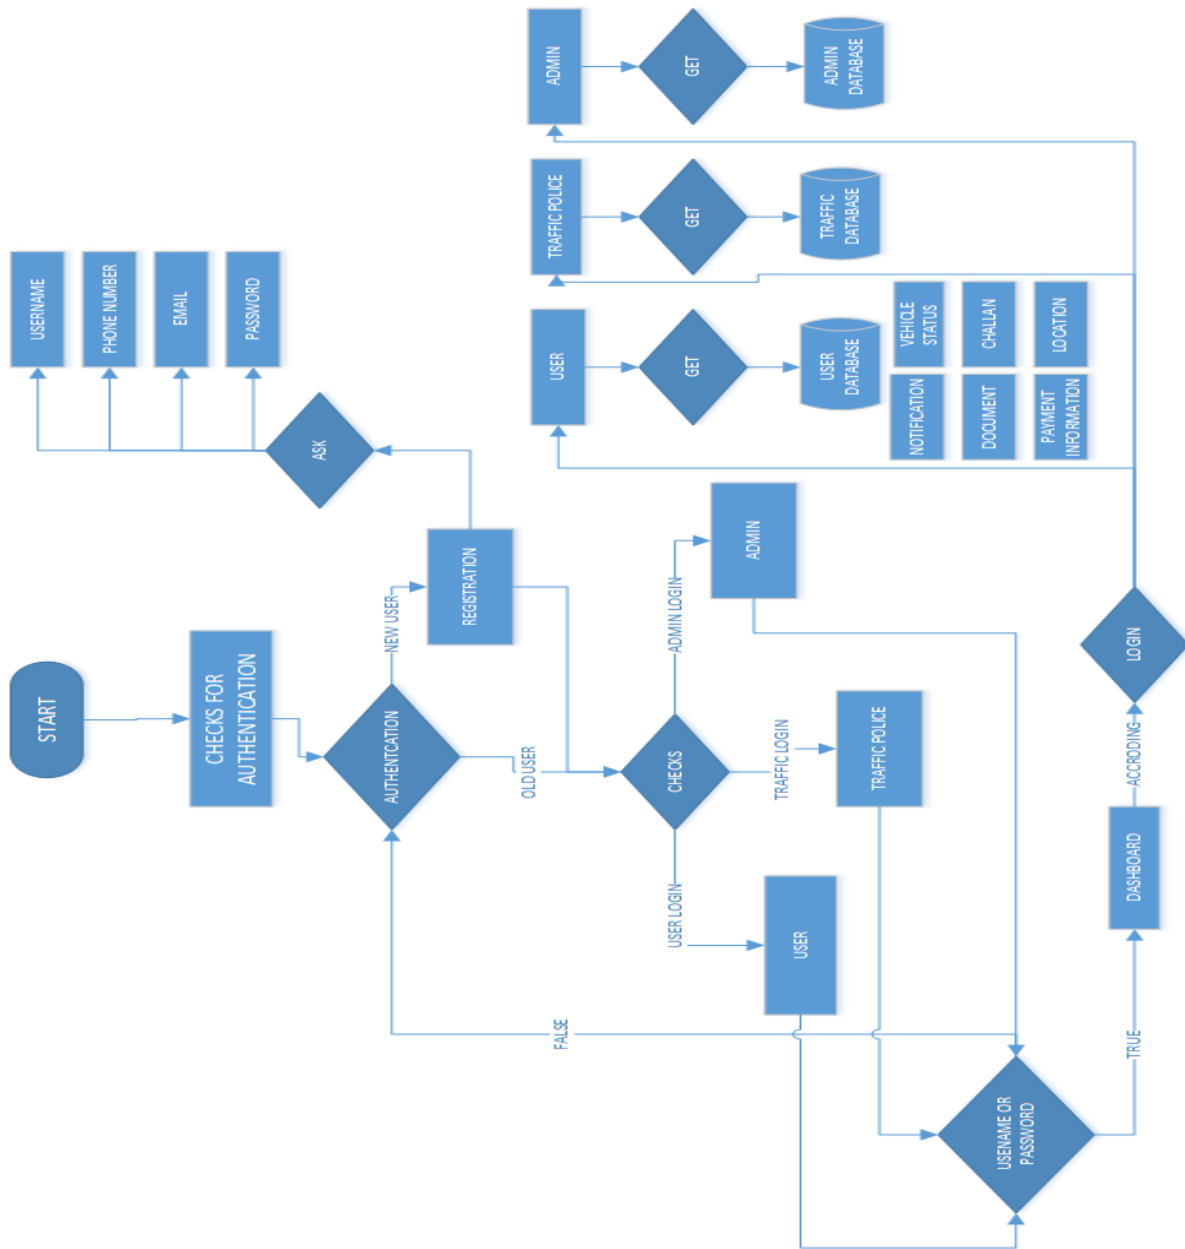 START
CHECKS FOR
AUTHENTICATION
AUTHENTCATION
NEW USER
REGISTRATION
ASK
USERNAME
PHONE NUMBER
EMAIL
PASSWORD
OLD USER
CHECKS
USER LOGIN
TRAFFIC LOGIN
ADMIN LOGIN
USER
TRAFFIC POLICE
ADMIN
FALSE
USENAME OR
PASSWORD
TRUE
DASHBOARD
ACCRODING
LOGIN
USER
GET
USER
DATABASE
TRAFFIC POLICE
GET
TRAFFIC
DATABASE
ADMIN
GET
ADMIN
DATABASE
NOTIFICATION
VEHICLE
STATUS
DOCUMENT
CHALLAN
PAYMENT
INFORMATION
LOCATION